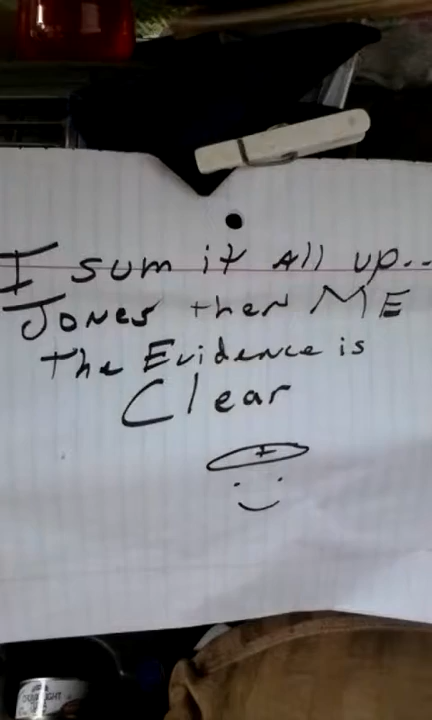 I sum it All up..
Jones then ME
the Evidence is
Clear